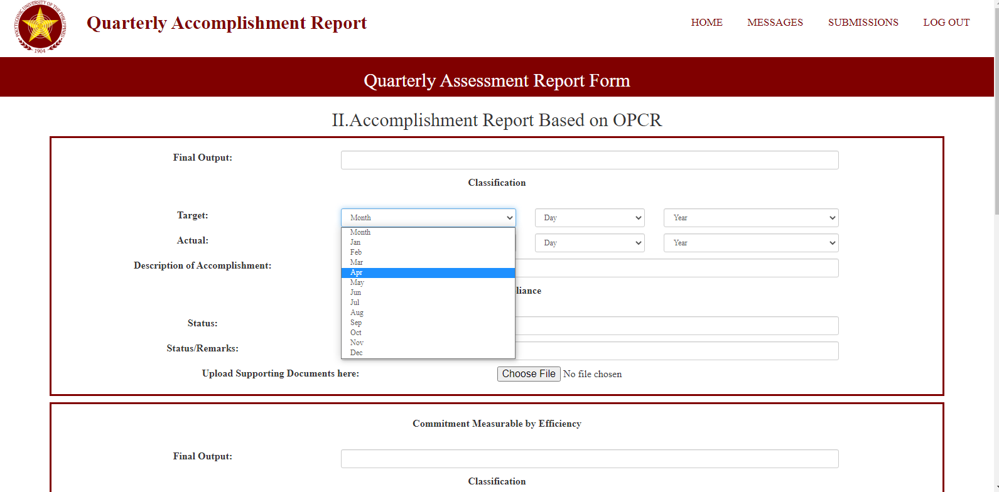 POLYTECHNIC UNIVERSITY OF THE PHILIPPINES
1904
Quarterly Accomplishment Report
HOME MESSAGES SUBMISSIONS LOG OUT
Quarterly Assessment Report Form
II.Accomplishment Report Based on OPCR
Final Output:
Classification
Target: Month Day Year
Month
Jan
Actual: Day Year
Feb
Mar
Description of Accomplishment:
Apr
May
liance
Jun
Jul
Aug
Status:
Sep
Oct
Nov
Status/Remarks:
Dec
Upload Supporting Documents here: Choose File No file chosen
Commitment Measurable by Efficiency
Final Output:
Classification